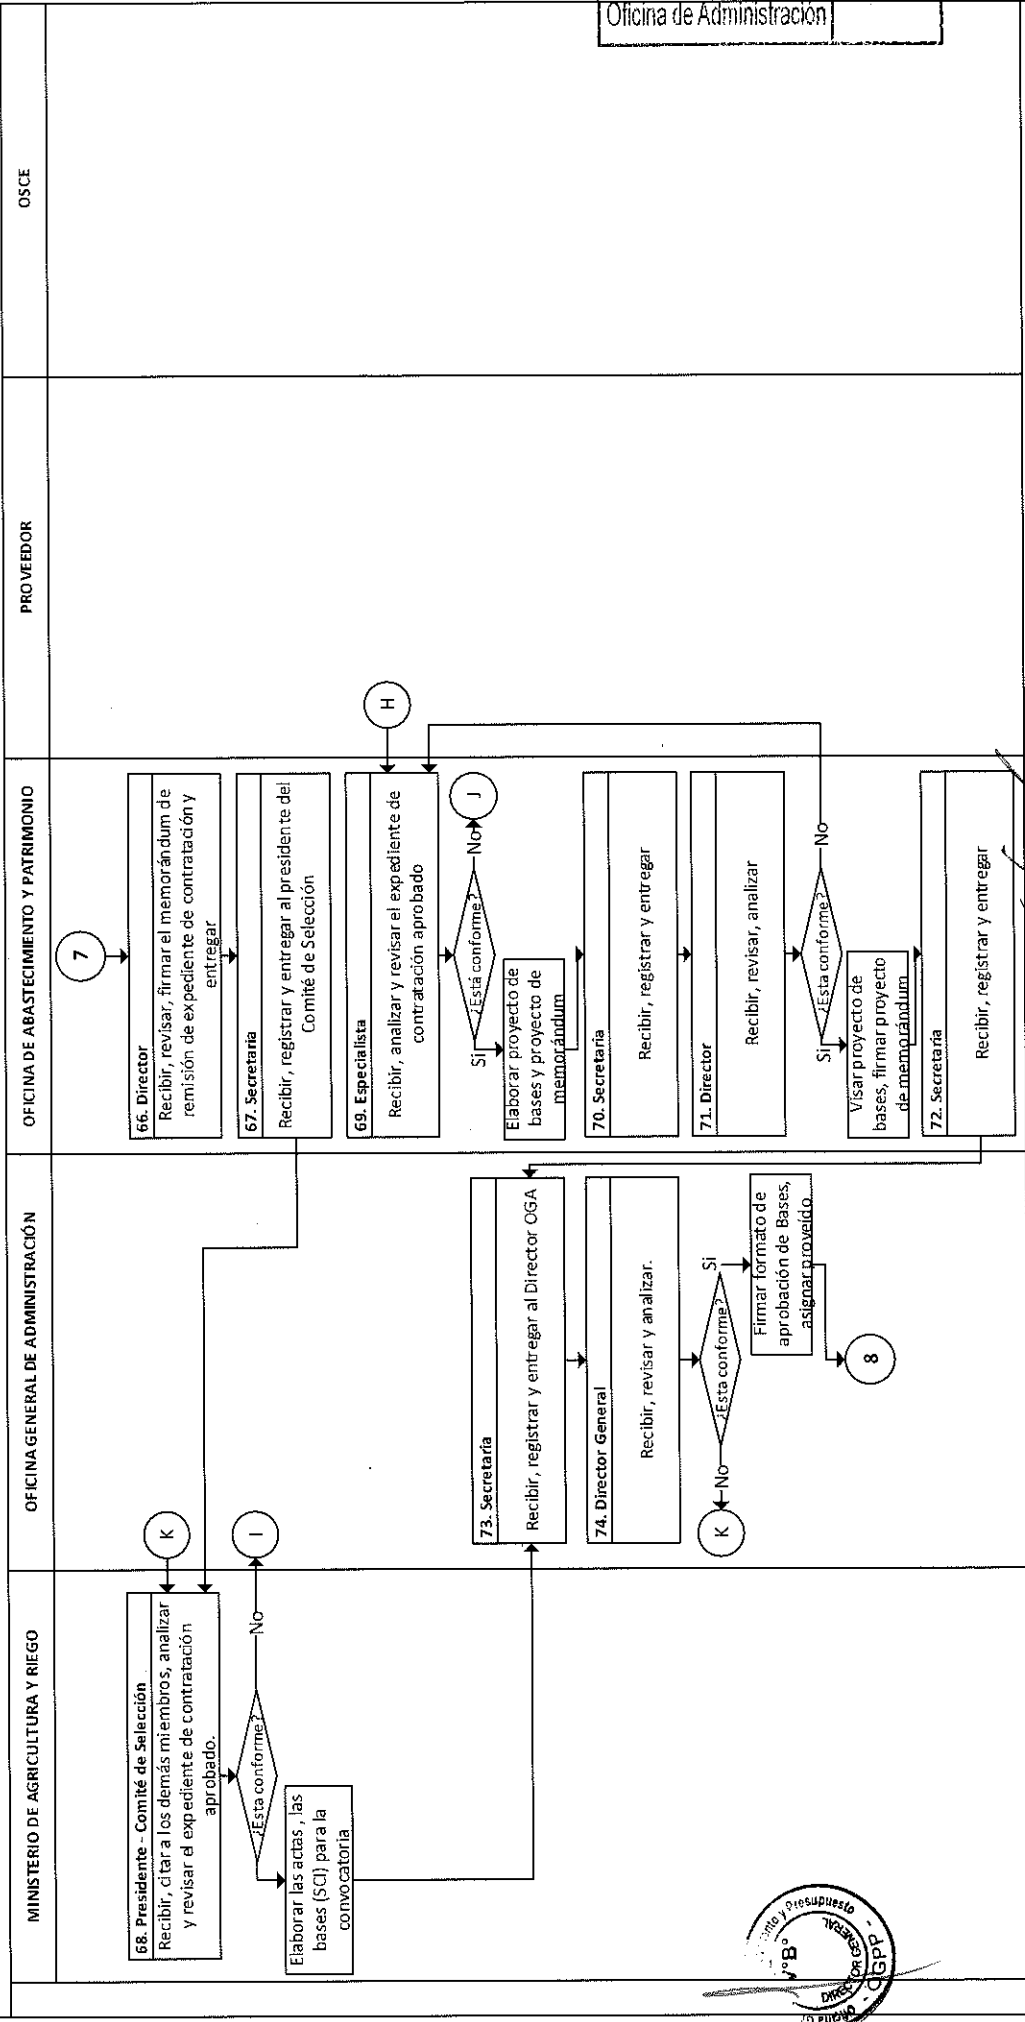 MINISTERIO DE AGRICULTURA Y RIEGO
OFICINA GENERAL DE ADMINISTRACIÓN
OFICINA DE ABASTECIMIENTO Y PATRIMONIO
PROVEEDOR
OSCE
7
66. Director
Recibir, revisar, firmar el memorándum de
remisión de expediente de contratación y
entregar
67. Secretaria
Recibir, registrar y entregar al presidente del
Comité de Selección
K
68. Presidente - Comité de Selección
Recibir, citar a los demás miembros, analizar
y revisar el expediente de contratación
aprobado.
¿Esta conforme?
No
I
Elaborar las actas , las
bases (SCI) para la
convocatoria
H
69. Especialista
Recibir, analizar y revisar el expediente de
contratación aprobado
¿Está conforme?
No
J
Si
Elaborar proyecto de
bases y proyecto de
memorándum
70. Secretaria
Recibir, registrar y entregar
71. Director
Recibir, revisar, analizar
¿Esta conforme?
No
Si
Visar proyecto de
bases, firmar proyecto
de memorándum
72. Secretaria
Recibir, registrar y entregar
73. Secretaria
Recibir, registrar y entregar al Director OGA
74. Director General
Recibir, revisar y analizar.
¿Esta conforme?
No
K
Si
Firmar formato de
aprobación de Bases,
asignar proveído
8
Oficina de Administración
y Presupuesto
V°B°
DIRECTOR GENERAL
Oficina
- OGPP -